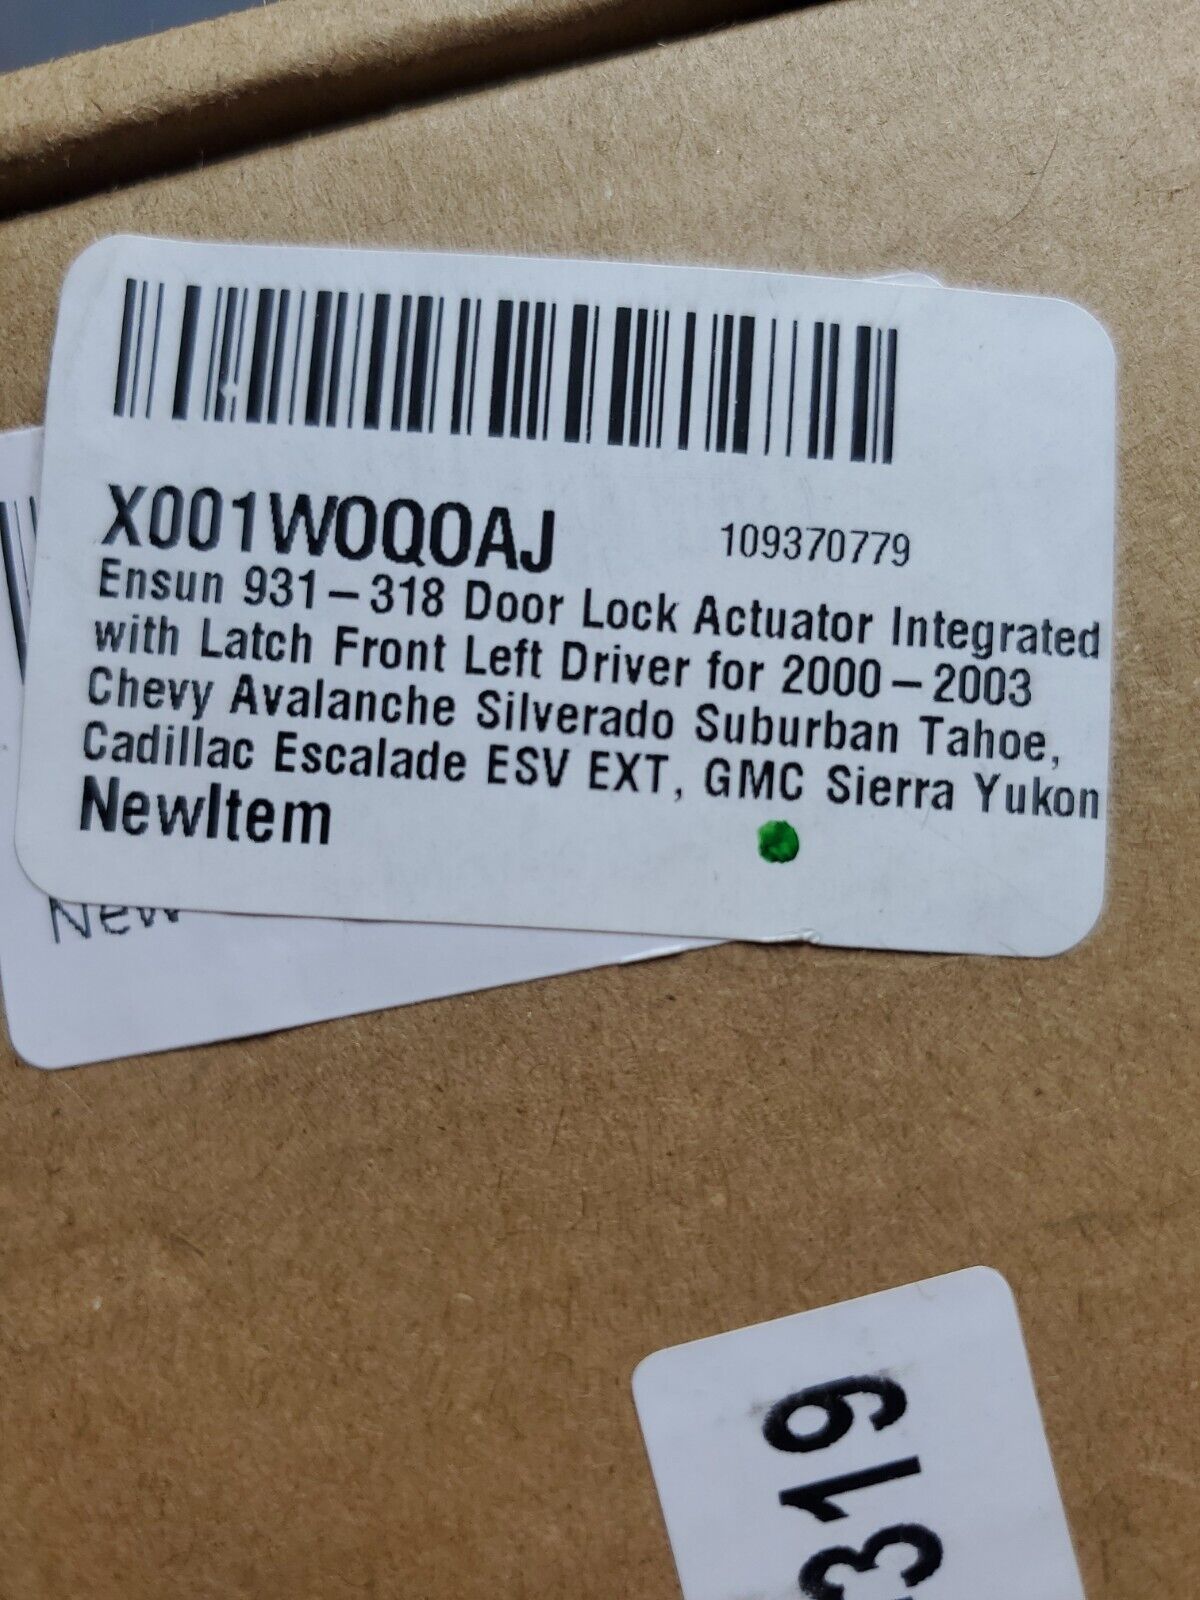 X001W0Q0AJ 109370779
Ensun 931-318 Door Lock Actuator Integrated
with Latch Front Left Driver for 2000-2003
Chevy Avalanche Silverado Suburban Tahoe,
Cadillac Escalade ESV EXT, GMC Sierra Yukon
NewItem
New
319